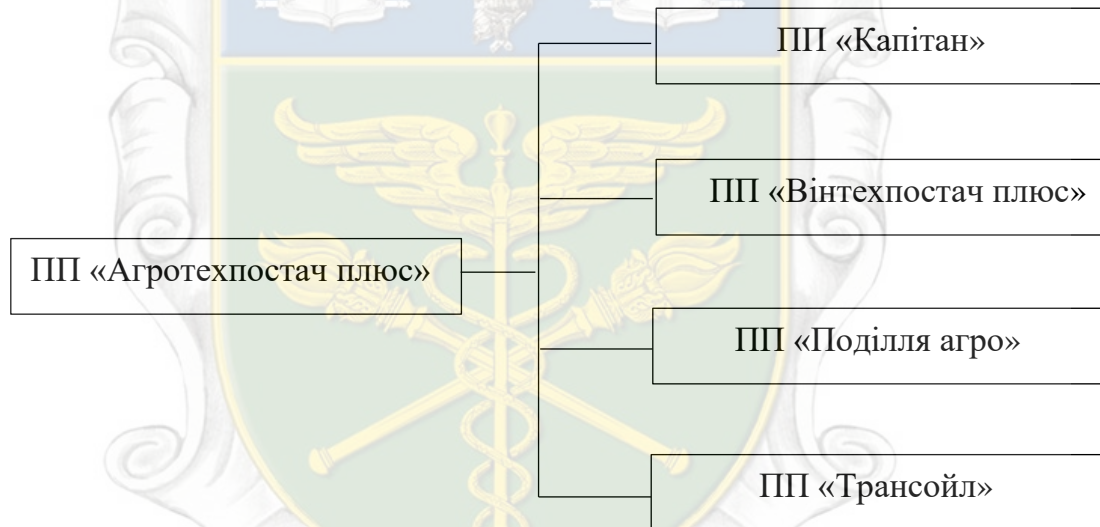 ПП «Капітан»
ПП «Вінтехпостач плюс»
ПП «Агротехпостач плюс»
ПП «Поділля агро»
ПП «Трансойл»